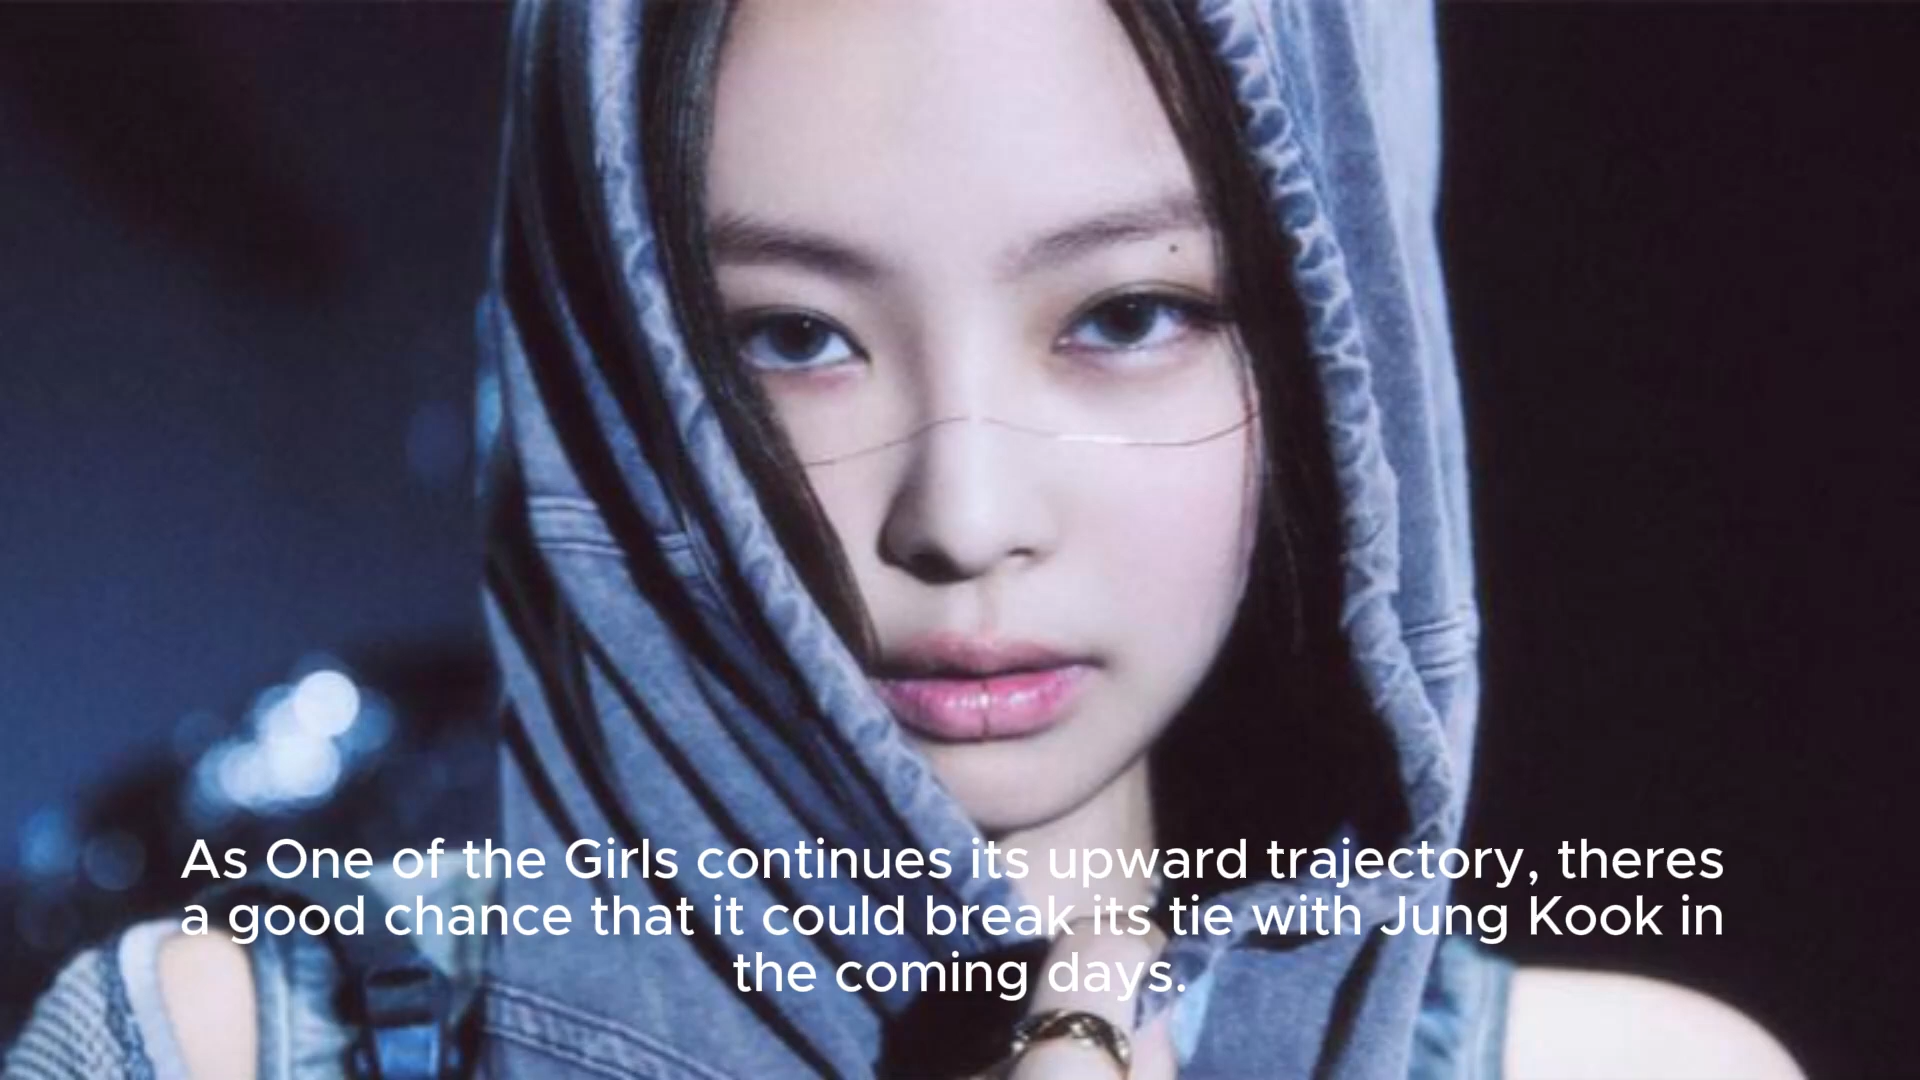 As One of the Girls continues its upward trajectory, theres
a good chance that it could break its tie with Jung Kook in
the coming days.